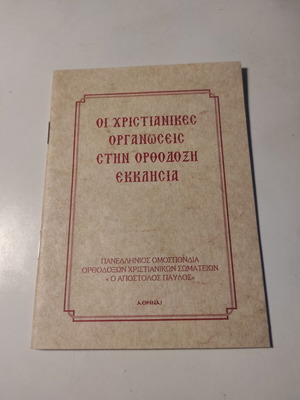 ΟΙ ΧΡΙΣΤΙΑΝΙΚΕΣ
ΟΡΓΑΝΩΣΕΙΣ
ΣΤΗΝ ΟΡΘΟΔΟΞΗ
ΕΚΚΛΗΣΙΑ
ΠΑΝΕΛΛΗΝΙΟΣ ΟΜΟΣΠΟΝΔΙΑ
ΟΡΘΟΔΟΞΩΝ ΧΡΙΣΤΙΑΝΙΚΩΝ ΣΩΜΑΤΕΙΩΝ
« Ο ΑΠΟΣΤΟΛΟΣ ΠΑΥΛΟΣ»
ΑΘΗΝΑΙ